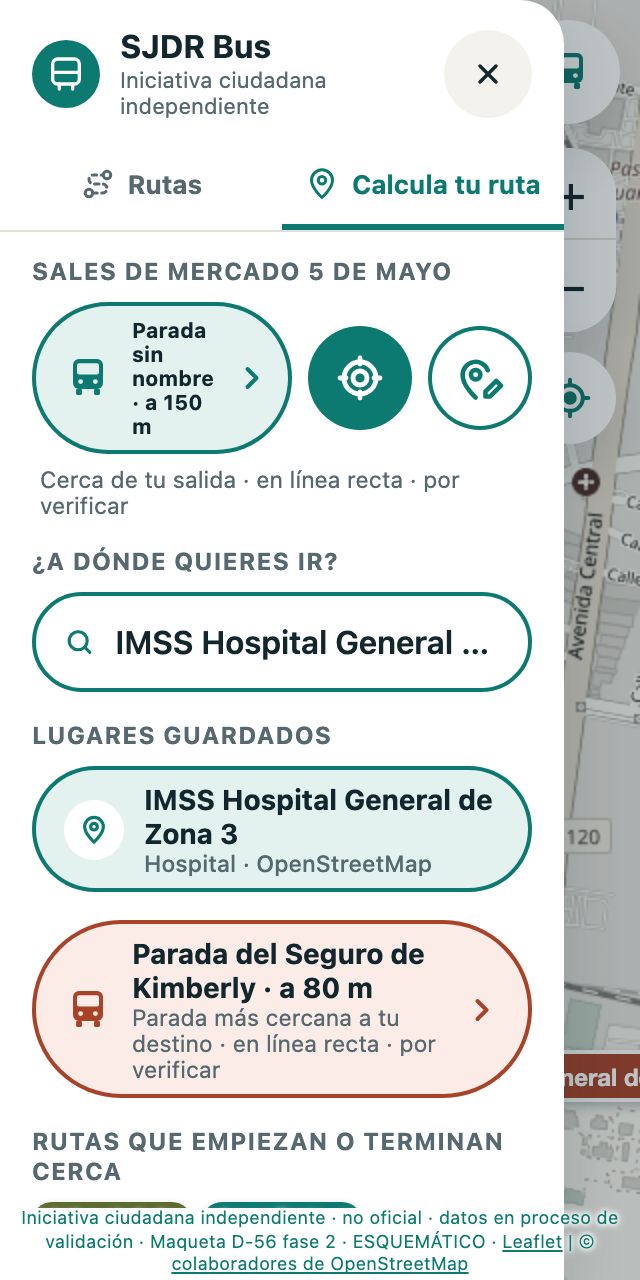 SJDR Bus
Iniciativa ciudadana
independiente
Rutas
Calcula tu ruta
SALES DE MERCADO 5 DE MAYO
Parada
sin
nombre
· a 150
m
Cerca de tu salida · en línea recta · por
verificar
¿A DÓNDE QUIERES IR?
IMSS Hospital General ...
LUGARES GUARDADOS
IMSS Hospital General de
Zona 3
Hospital · OpenStreetMap
Parada del Seguro de
Kimberly · a 80 m
Parada más cercana a tu
destino · en línea recta · por
verificar
RUTAS QUE EMPIEZAN O TERMINAN
CERCA
Iniciativa ciudadana independiente · no oficial · datos en proceso de
validación · Maqueta D-56 fase 2 · ESQUEMÁTICO · Leaflet | ©
colaboradores de OpenStreetMap
+
−
Avenida Central
120